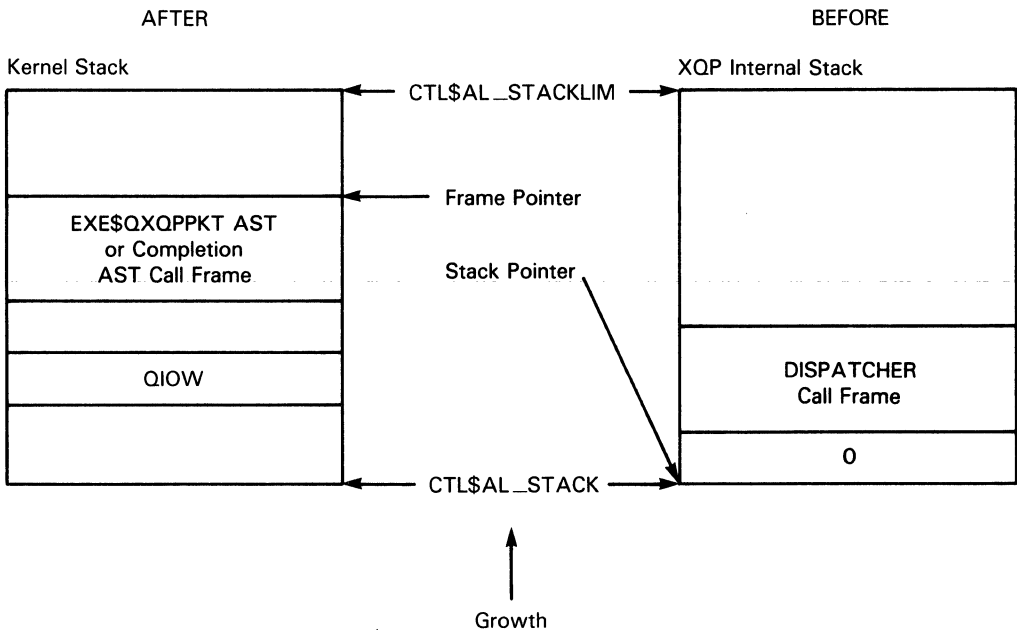 AFTER
BEFORE
Kernel Stack
XQP Internal Stack
CTL$AL_STACKLIM
Frame Pointer
EXE$QXQPPKT AST
or Completion
AST Call Frame
Stack Pointer
DISPATCHER
Call Frame
QIOW
0
CTL$AL_STACK
Growth